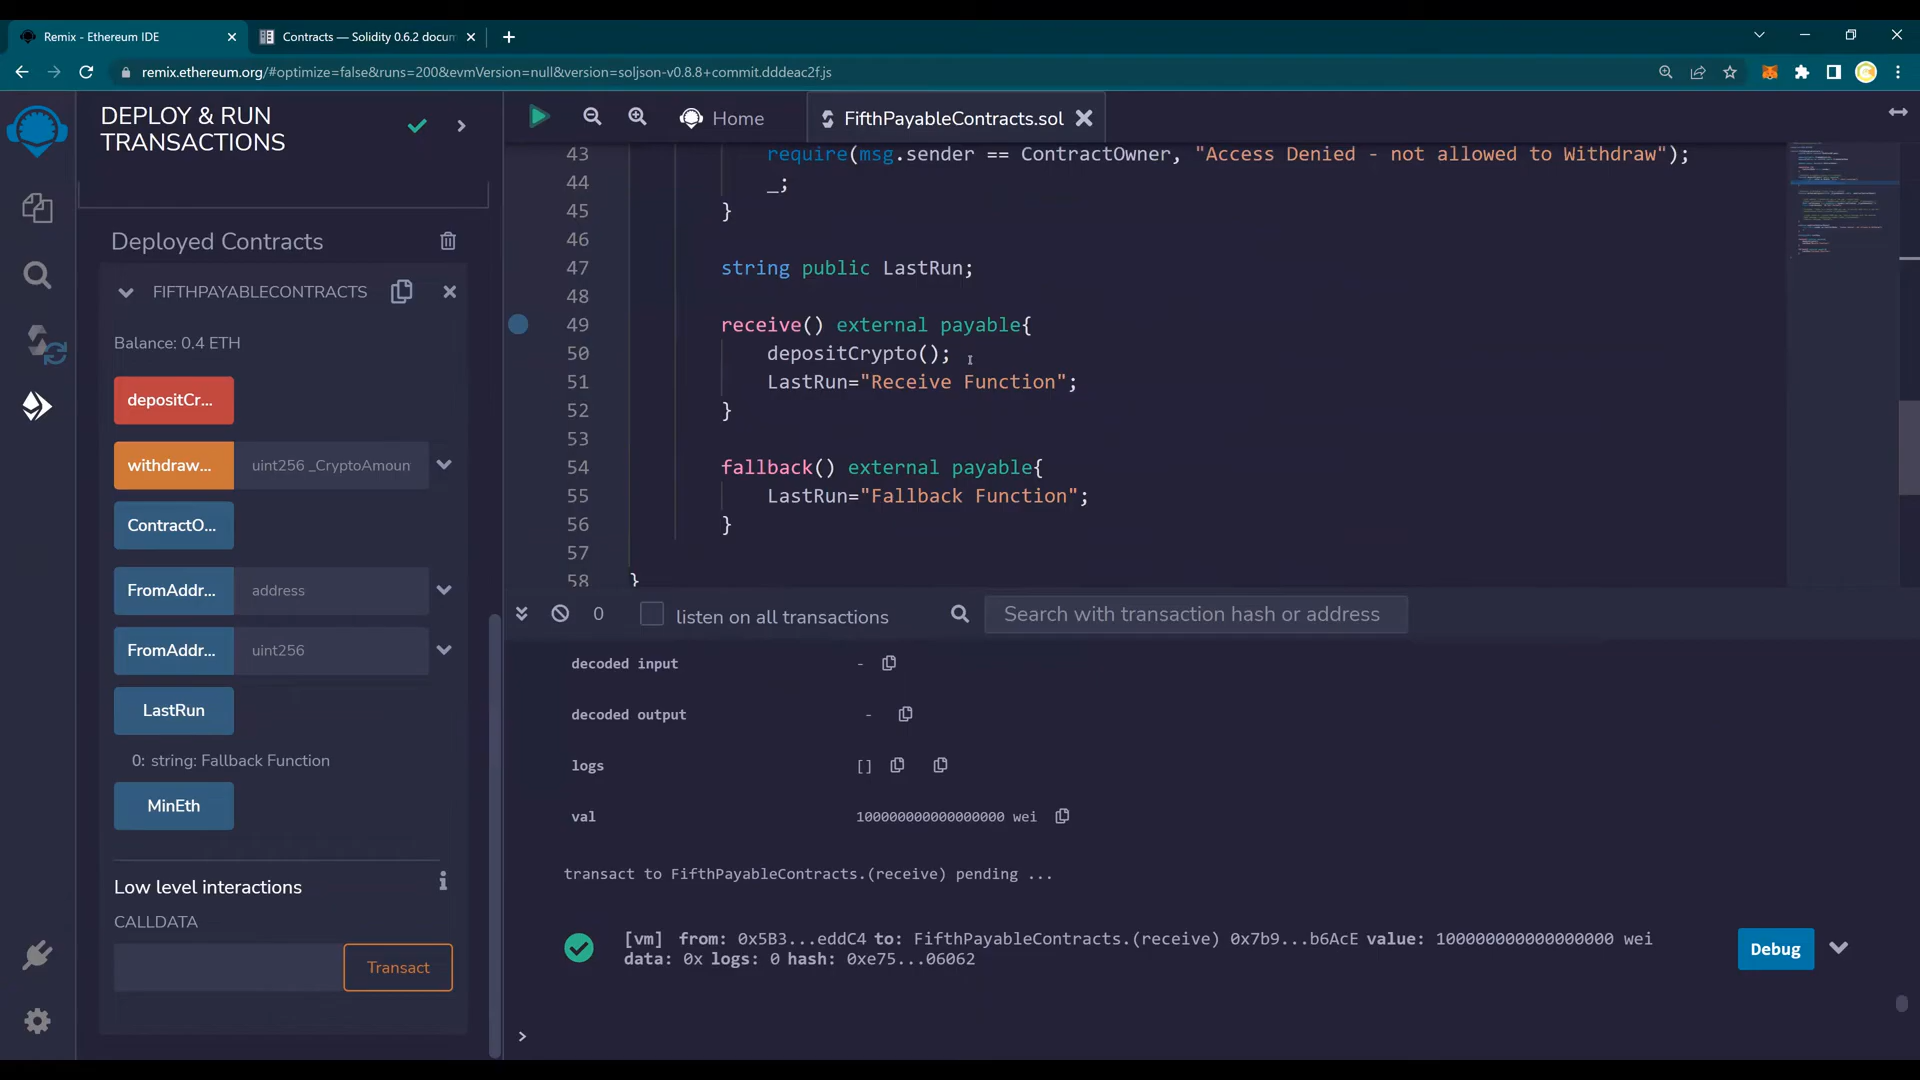 Remix - Ethereum IDE
Contracts — Solidity 0.6.2 docum
remix.ethereum.org/#optimize=false&runs=200&evmVersion=null&version=soljson-v0.8.8+commit.dddeac2f.js
DEPLOY & RUN
TRANSACTIONS
Home
FifthPayableContracts.sol
43 require(msg.sender == ContractOwner, "Access Denied - not allowed to Withdraw");
44 _;
45 }
46
47 string public LastRun;
48
49 receive() external payable{
50 depositCrypto();
51 LastRun="Receive Function";
52 }
53
54 fallback() external payable{
55 LastRun="Fallback Function";
56 }
57
58 }
Deployed Contracts
FIFTHPAYABLECONTRACTS
Balance: 0.4 ETH
depositCr...
withdraw... uint256 _CryptoAmoun
ContractO...
FromAddr... address
FromAddr... uint256
LastRun
0: string: Fallback Function
MinEth
Low level interactions
CALLDATA
Transact
0 listen on all transactions Search with transaction hash or address
decoded input -
decoded output -
logs []
val 100000000000000000 wei
transact to FifthPayableContracts.(receive) pending ...
[vm] from: 0x5B3...eddC4 to: FifthPayableContracts.(receive) 0x7b9...b6AcE value: 100000000000000000 wei
data: 0x logs: 0 hash: 0xe75...06062
Debug
>